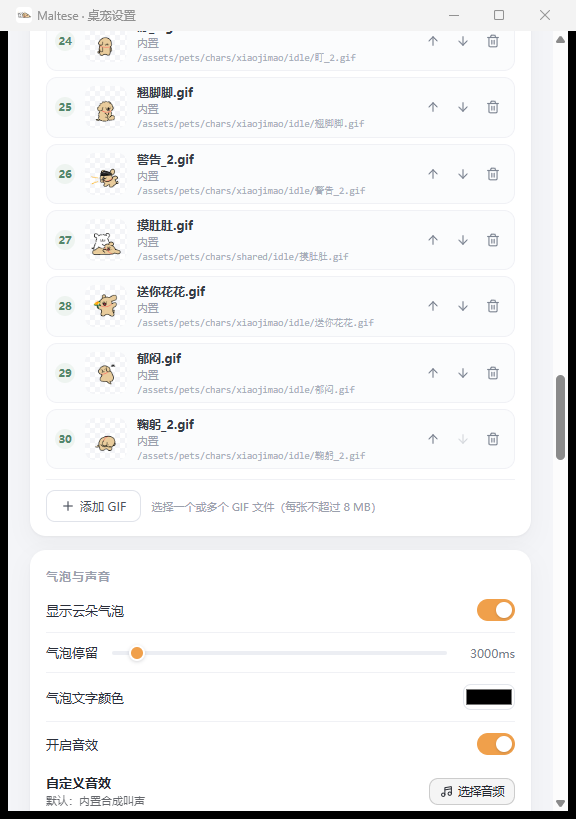 Maltese · 桌宠设置
24
内置
/assets/pets/chars/xiaojimao/idle/盯_2.gif
25
翘脚脚.gif
内置
/assets/pets/chars/xiaojimao/idle/翘脚脚.gif
26
警告_2.gif
内置
/assets/pets/chars/xiaojimao/idle/警告_2.gif
27
摸肚肚.gif
内置
/assets/pets/chars/shared/idle/摸肚肚.gif
28
送你花花.gif
内置
/assets/pets/chars/xiaojimao/idle/送你花花.gif
29
郁闷.gif
内置
/assets/pets/chars/xiaojimao/idle/郁闷.gif
30
鞠躬_2.gif
内置
/assets/pets/chars/xiaojimao/idle/鞠躬_2.gif
添加 GIF
选择一个或多个 GIF 文件（每张不超过 8 MB）
气泡与声音
显示云朵气泡
气泡停留
3000ms
气泡文字颜色
开启音效
自定义音效
默认：内置合成叫声
选择音频